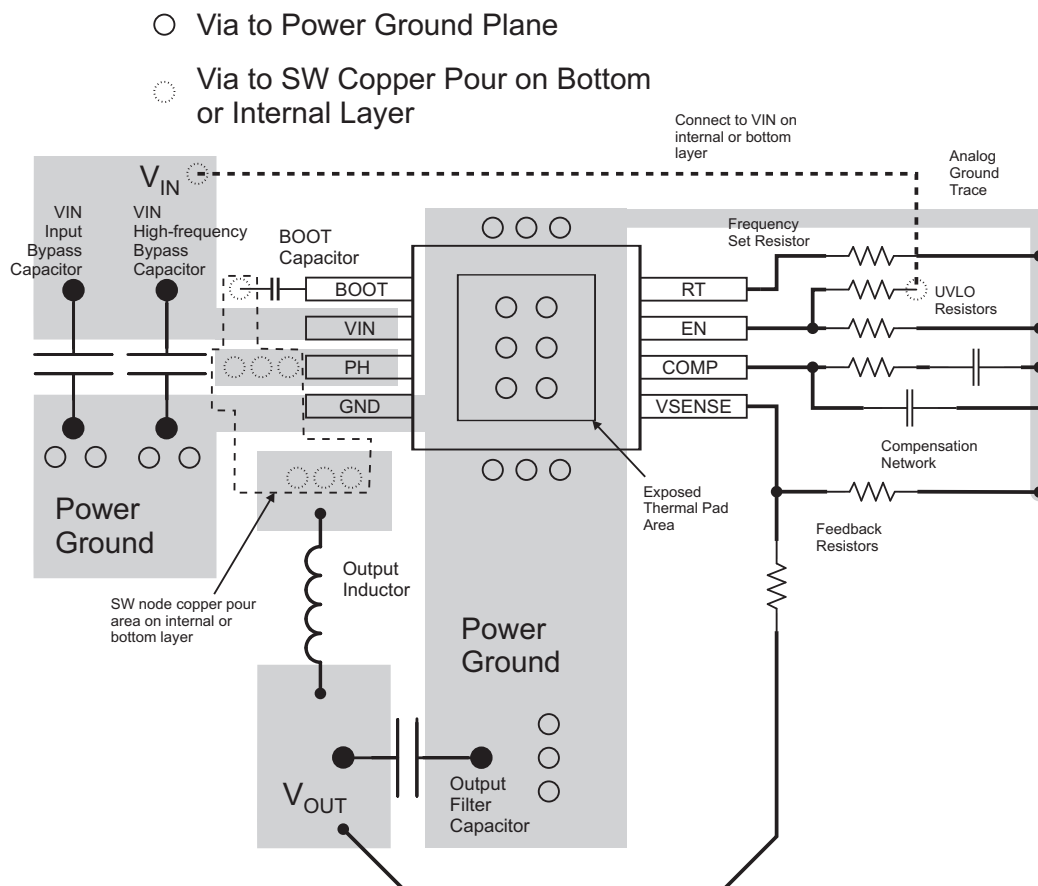 Via to Power Ground Plane
Via to SW Copper Pour on Bottom
or Internal Layer
Connect to VIN on
internal or bottom
layer
Analog
Ground
Trace
VIN
VIN
Input
Bypass
Capacitor
VIN
High-frequency
Bypass
Capacitor
BOOT
Capacitor
Frequency
Set Resistor
BOOT
VIN
PH
GND
RT
EN
COMP
VSENSE
UVLO
Resistors
Compensation
Network
Feedback
Resistors
Exposed
Thermal Pad
Area
Power
Ground
SW node copper pour
area on internal or
bottom layer
Output
Inductor
Power
Ground
VOUT
Output
Filter
Capacitor